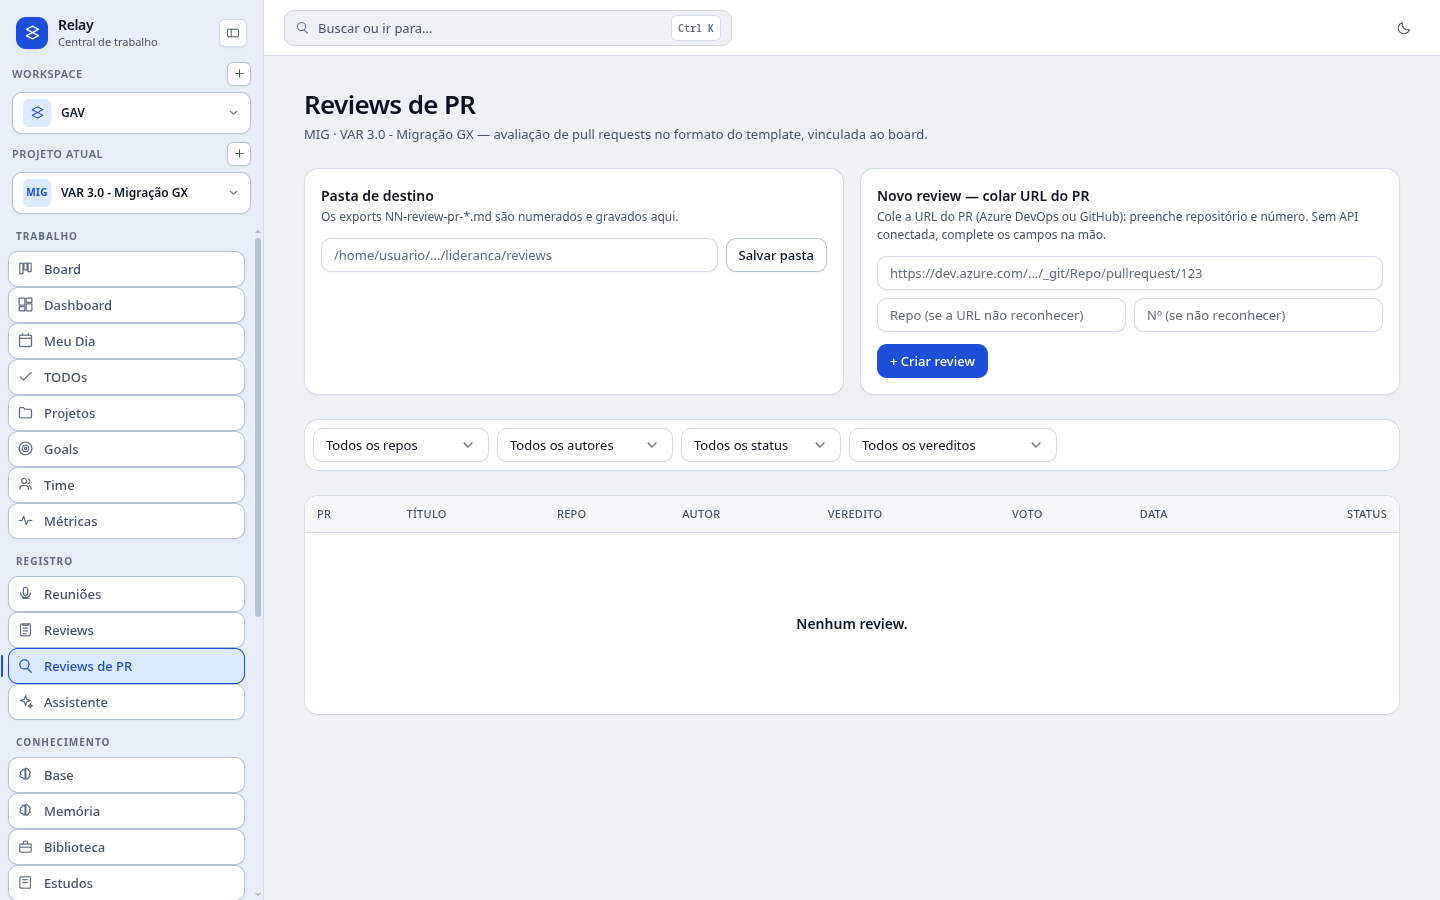 Relay
Central de trabalho
WORKSPACE
GAV
PROJETO ATUAL
MIG VAR 3.0 - Migração GX
TRABALHO
Board
Dashboard
Meu Dia
TODOs
Projetos
Goals
Time
Métricas
REGISTRO
Reuniões
Reviews
Reviews de PR
Assistente
CONHECIMENTO
Base
Memória
Biblioteca
Estudos
Buscar ou ir para... Ctrl K
Reviews de PR
MIG · VAR 3.0 - Migração GX — avaliação de pull requests no formato do template, vinculada ao board.
Pasta de destino
Os exports NN-review-pr-*.md são numerados e gravados aqui.
/home/usuario/.../lideranca/reviews Salvar pasta
Novo review — colar URL do PR
Cole a URL do PR (Azure DevOps ou GitHub): preenche repositório e número. Sem API
conectada, complete os campos na mão.
https://dev.azure.com/.../_git/Repo/pullrequest/123
Repo (se a URL não reconhecer) Nº (se não reconhecer)
+ Criar review
Todos os repos Todos os autores Todos os status Todos os vereditos
PR TÍTULO REPO AUTOR VEREDITO VOTO DATA STATUS
Nenhum review.